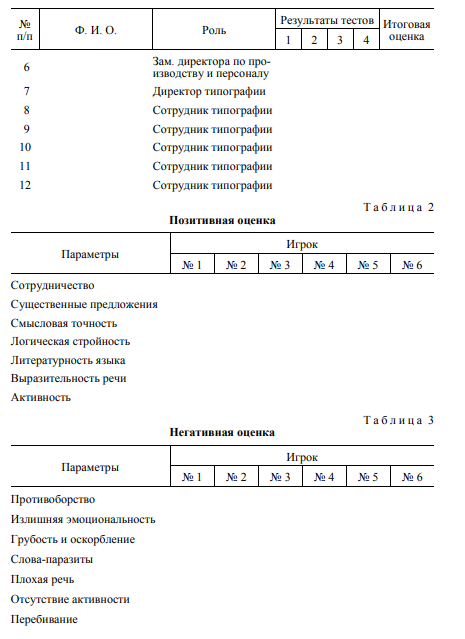 № п/п Ф. И. О. Роль Результаты тестов Итоговая оценка
1 2 3 4
6 Зам. директора по про-
изводству и персоналу
7 Директор типографии
8 Сотрудник типографии
9 Сотрудник типографии
10 Сотрудник типографии
11 Сотрудник типографии
12 Сотрудник типографии
Таблица 2
Позитивная оценка
Параметры Игрок
№ 1 № 2 № 3 № 4 № 5 № 6
Сотрудничество
Существенные предложения
Смысловая точность
Логическая стройность
Литературность языка
Выразительность речи
Активность
Таблица 3
Негативная оценка
Параметры Игрок
№ 1 № 2 № 3 № 4 № 5 № 6
Противоборство
Излишняя эмоциональность
Грубость и оскорбление
Слова-паразиты
Плохая речь
Отсутствие активности
Перебивание